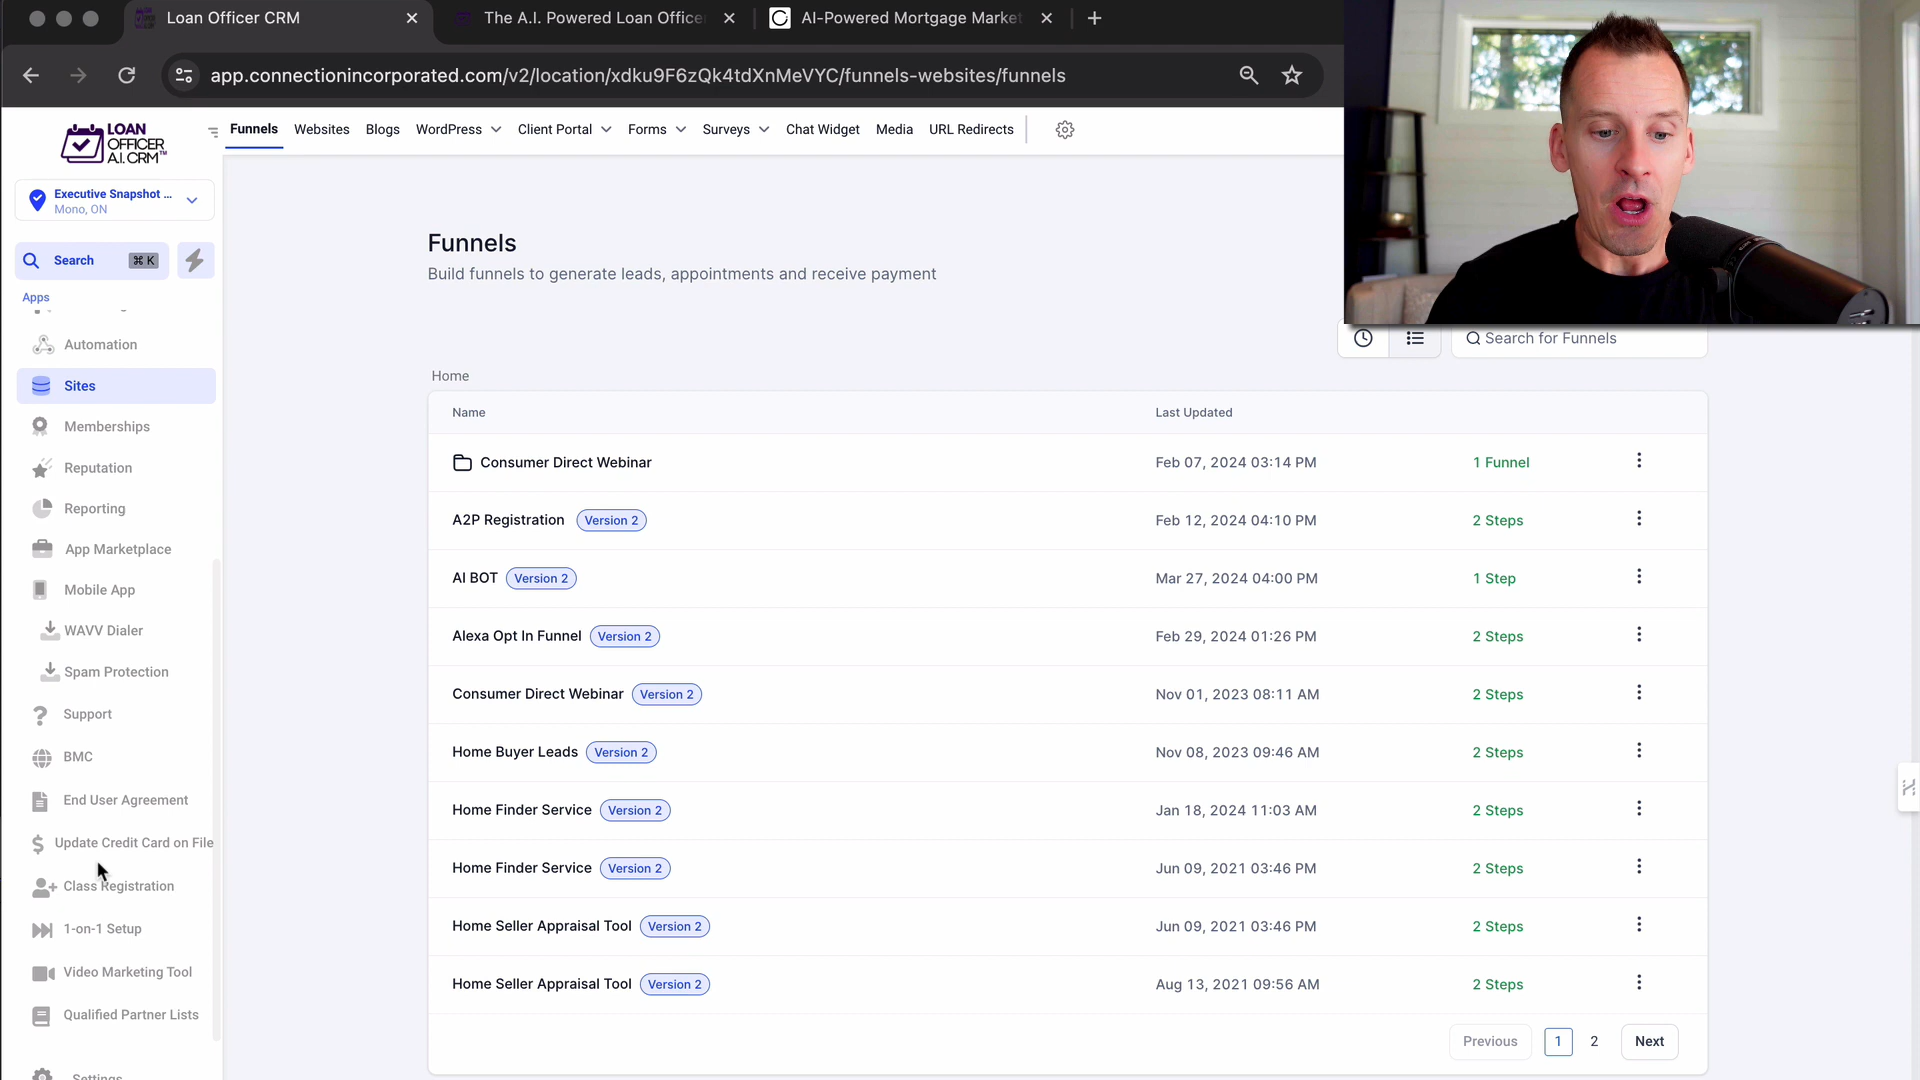 Loan Officer CRM
The A.I. Powered Loan Office
AI-Powered Mortgage Market
app.connectionincorporated.com/v2/location/xdku9F6zQk4tdXnMeVYC/funnels-websites/funnels
LOAN
OFFICER
A.I. CRM™
Funnels
Websites
Blogs
WordPress
Client Portal
Forms
Surveys
Chat Widget
Media
URL Redirects
Executive Snapshot ...
Mono, ON
Search
⌘ K
Apps
Automation
Sites
Memberships
Reputation
Reporting
App Marketplace
Mobile App
WAVV Dialer
Spam Protection
Support
BMC
End User Agreement
Update Credit Card on File
Class Registration
1-on-1 Setup
Video Marketing Tool
Qualified Partner Lists
Settings
Funnels
Build funnels to generate leads, appointments and receive payment
Search for Funnels
Home
Name Last Updated
Consumer Direct Webinar Feb 07, 2024 03:14 PM 1 Funnel
A2P Registration Version 2 Feb 12, 2024 04:10 PM 2 Steps
AI BOT Version 2 Mar 27, 2024 04:00 PM 1 Step
Alexa Opt In Funnel Version 2 Feb 29, 2024 01:26 PM 2 Steps
Consumer Direct Webinar Version 2 Nov 01, 2023 08:11 AM 2 Steps
Home Buyer Leads Version 2 Nov 08, 2023 09:46 AM 2 Steps
Home Finder Service Version 2 Jan 18, 2024 11:03 AM 2 Steps
Home Finder Service Version 2 Jun 09, 2021 03:46 PM 2 Steps
Home Seller Appraisal Tool Version 2 Jun 09, 2021 03:46 PM 2 Steps
Home Seller Appraisal Tool Version 2 Aug 13, 2021 09:56 AM 2 Steps
Previous 1 2 Next